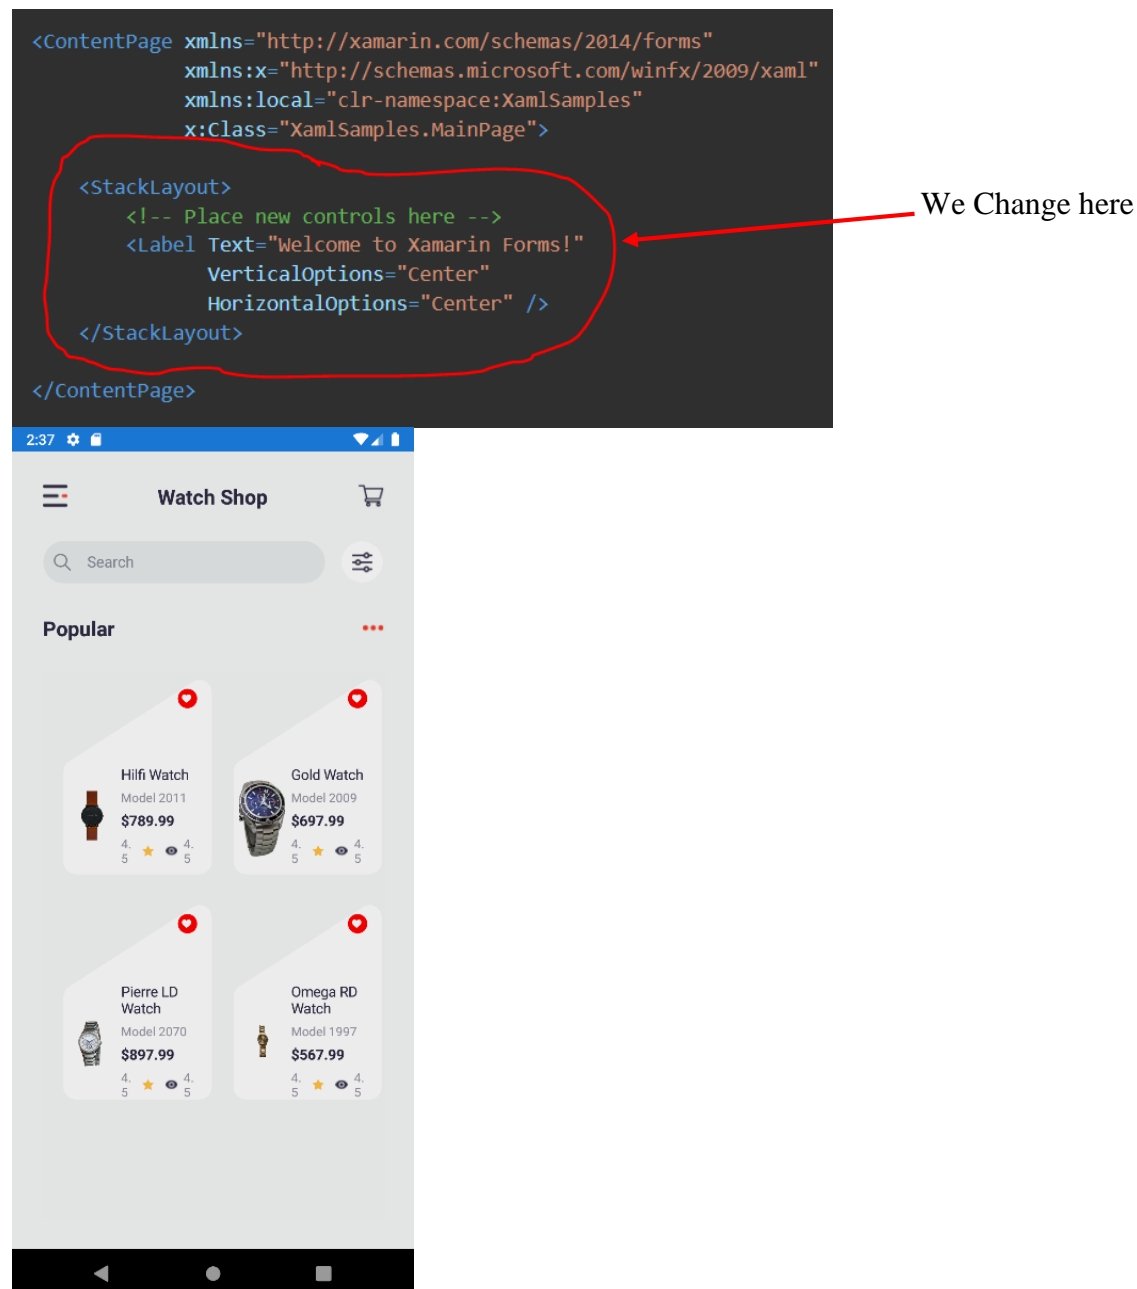 <ContentPage xmlns="http://xamarin.com/schemas/2014/forms"
xmlns:x="http://schemas.microsoft.com/winfx/2009/xaml"
xmlns:local="clr-namespace:XamlSamples"
x:Class="XamlSamples.MainPage">
<StackLayout>
<!-- Place new controls here -->
<Label Text="Welcome to Xamarin Forms!"
VerticalOptions="Center"
HorizontalOptions="Center" />
</StackLayout>
</ContentPage>
We Change here
2:37
Watch Shop
Search
Popular
Hilfi Watch
Model 2011
$789.99
4.
5
4.
5
Gold Watch
Model 2009
$697.99
4.
5
4.
5
Pierre LD
Watch
Model 2070
$897.99
4.
5
4.
5
Omega RD
Watch
Model 1997
$567.99
4.
5
4.
5